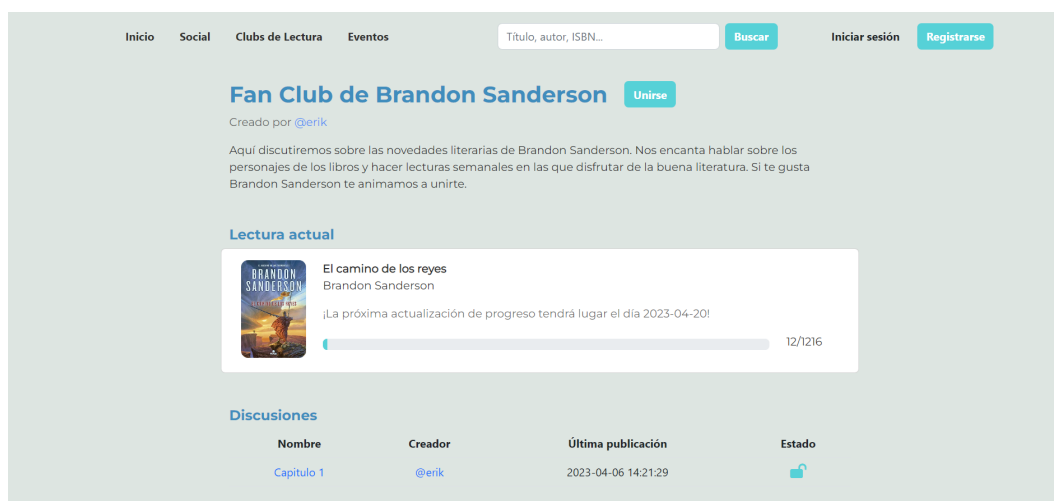 Inicio Social Clubs de Lectura Eventos Título, autor, ISBN... Buscar Iniciar sesión Registrarse
Fan Club de Brandon Sanderson Unirse
Creado por @erik
Aquí discutiremos sobre las novedades literarias de Brandon Sanderson. Nos encanta hablar sobre los
personajes de los libros y hacer lecturas semanales en las que disfrutar de la buena literatura. Si te gusta
Brandon Sanderson te animamos a unirte.
Lectura actual
BRANDON
SANDERSON
El camino de los reyes
Brandon Sanderson
¡La próxima actualización de progreso tendrá lugar el día 2023-04-20!
12/1216
Discusiones
Nombre Creador Última publicación Estado
Capitulo 1 @erik 2023-04-06 14:21:29